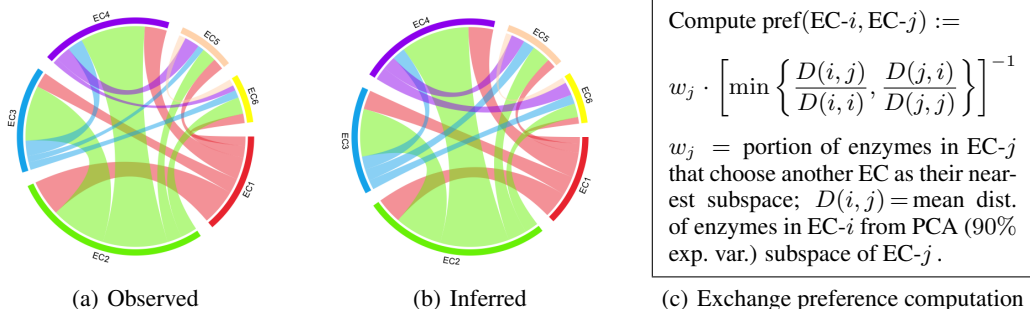 EC4
EC5
EC6
EC3
EC1
EC2
(a) Observed
EC4
EC5
EC6
EC3
EC1
EC2
(b) Inferred
Compute pref(EC-i, EC-j) :=
w_j · [min { D(i, j) / D(i, i) , D(j, i) / D(j, j) }]^{-1}
w_j = portion of enzymes in EC-j
that choose another EC as their near-
est subspace; D(i, j) = mean dist.
of enzymes in EC-i from PCA (90%
exp. var.) subspace of EC-j .
(c) Exchange preference computation